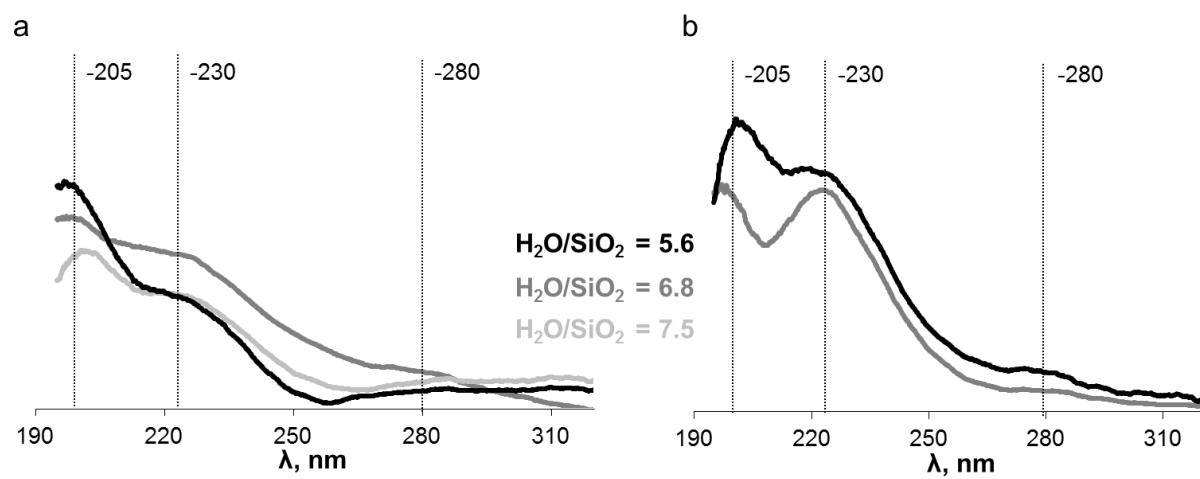 a
-205
-230
-280
190
220
250
280
310
λ, nm
H₂O/SiO₂ = 5.6
H₂O/SiO₂ = 6.8
H₂O/SiO₂ = 7.5
b
-205
-230
-280
190
220
250
280
310
λ, nm